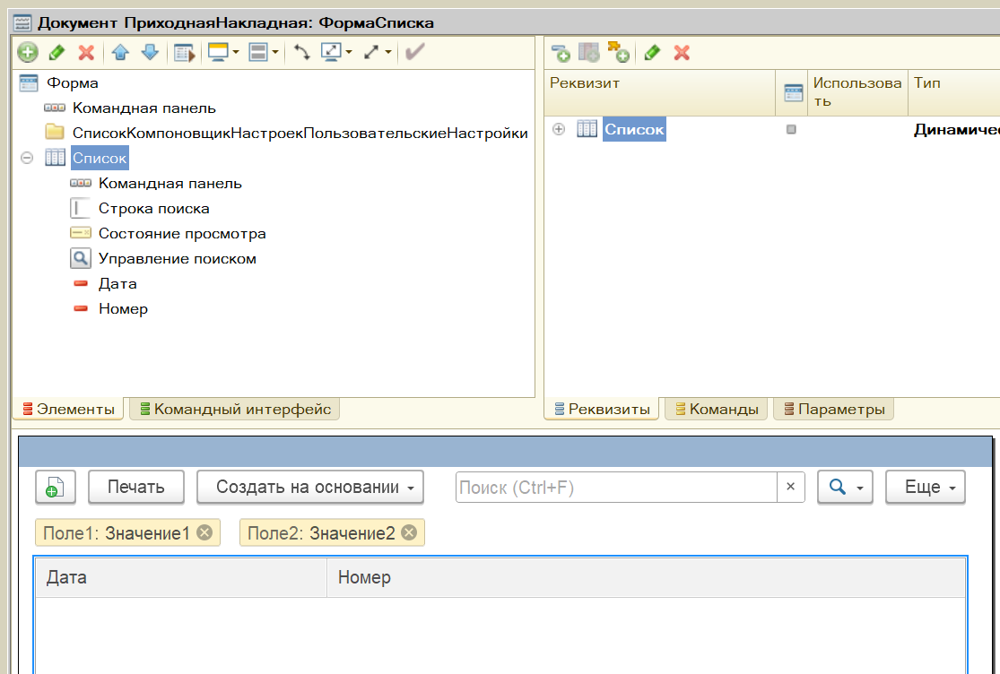 Документ ПриходнаяНакладная: ФормаСписка
Форма
Командная панель
СписокКомпоновщикНастроекПользовательскиеНастройки
Список
Командная панель
Строка поиска
Состояние просмотра
Управление поиском
Дата
Номер
Элементы Командный интерфейс
Реквизит Использова
ть Тип
Список Динамичес
Реквизиты Команды Параметры
Печать Создать на основании Поиск (Ctrl+F) × Еще
Поле1: Значение1 Поле2: Значение2
Дата Номер